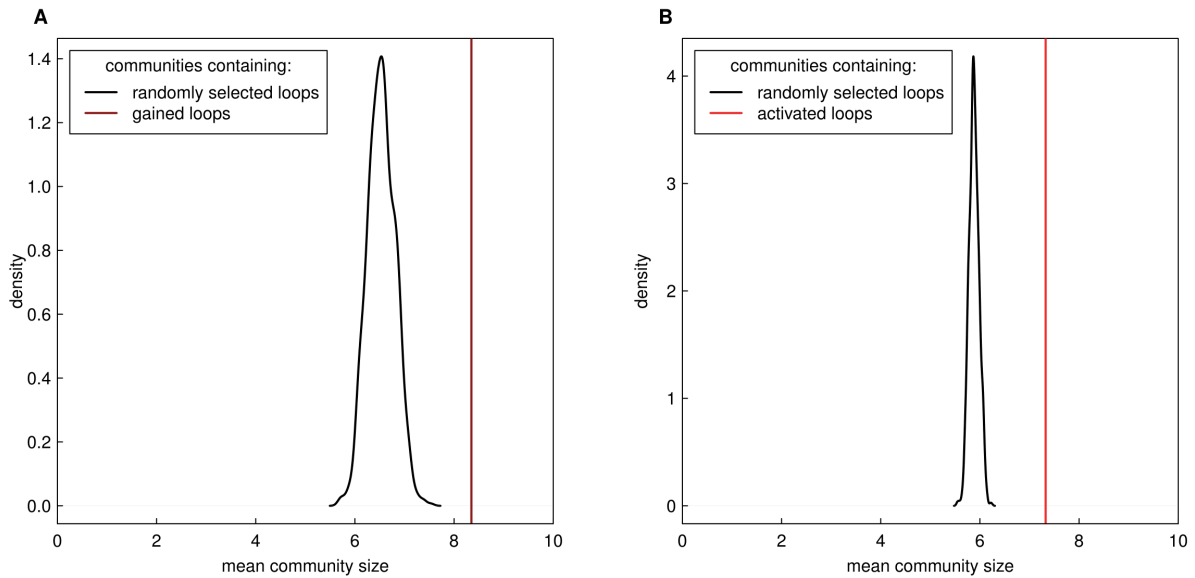 A
communities containing:
randomly selected loops
gained loops
density
1.4
1.2
1.0
0.8
0.6
0.4
0.2
0.0
0 2 4 6 8 10
mean community size
B
communities containing:
randomly selected loops
activated loops
density
4
3
2
1
0
0 2 4 6 8 10
mean community size